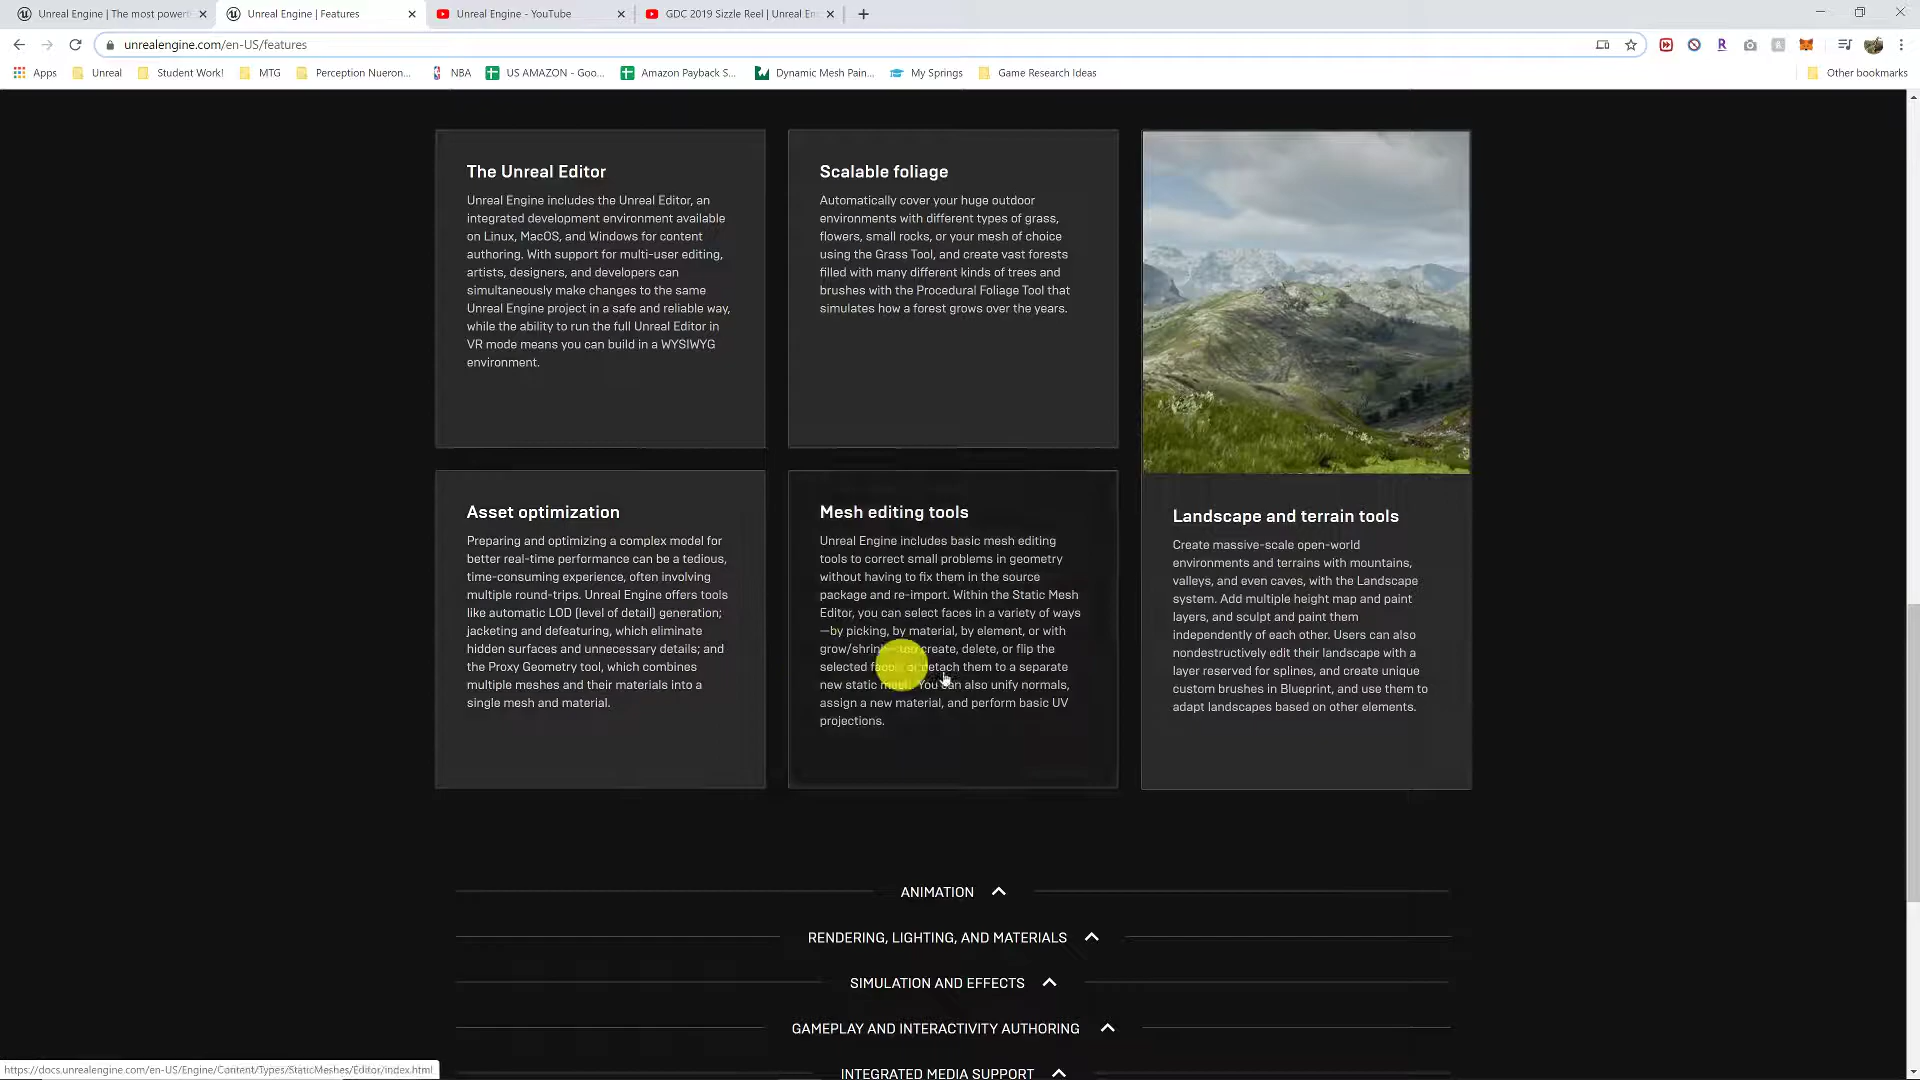 Unreal Engine | The most powerf
Unreal Engine | Features
Unreal Engine - YouTube
GDC 2019 Sizzle Reel | Unreal En
unrealengine.com/en-US/features
Apps
Unreal
Student Work!
MTG
Perception Nueron...
NBA
US AMAZON - Goo...
Amazon Payback S...
Dynamic Mesh Pain...
My Springs
Game Research Ideas
Other bookmarks
The Unreal Editor
Unreal Engine includes the Unreal Editor, an
integrated development environment available
on Linux, MacOS, and Windows for content
authoring. With support for multi-user editing,
artists, designers, and developers can
simultaneously make changes to the same
Unreal Engine project in a safe and reliable way,
while the ability to run the full Unreal Editor in
VR mode means you can build in a WYSIWYG
environment.
Scalable foliage
Automatically cover your huge outdoor
environments with different types of grass,
flowers, small rocks, or your mesh of choice
using the Grass Tool, and create vast forests
filled with many different kinds of trees and
brushes with the Procedural Foliage Tool that
simulates how a forest grows over the years.
Asset optimization
Preparing and optimizing a complex model for
better real-time performance can be a tedious,
time-consuming experience, often involving
multiple round-trips. Unreal Engine offers tools
like automatic LOD [level of detail] generation;
jacketing and defeaturing, which eliminate
hidden surfaces and unnecessary details; and
the Proxy Geometry tool, which combines
multiple meshes and their materials into a
single mesh and material.
Mesh editing tools
Unreal Engine includes basic mesh editing
tools to correct small problems in geometry
without having to fix them in the source
package and re-import. Within the Static Mesh
Editor, you can select faces in a variety of ways
—by picking, by material, by element, or with
grow/shrink—to create, delete, or flip the
selected detach them to a separate
new static You can also unify normals,
assign a new material, and perform basic UV
projections.
Landscape and terrain tools
Create massive-scale open-world
environments and terrains with mountains,
valleys, and even caves, with the Landscape
system. Add multiple height map and paint
layers, and sculpt and paint them
independently of each other. Users can also
nondestructively edit their landscape with a
layer reserved for splines, and create unique
custom brushes in Blueprint, and use them to
adapt landscapes based on other elements.
ANIMATION
RENDERING, LIGHTING, AND MATERIALS
SIMULATION AND EFFECTS
GAMEPLAY AND INTERACTIVITY AUTHORING
INTEGRATED MEDIA SUPPORT
https://docs.unrealengine.com/en-US/Engine/Content/Types/StaticMeshes/Editor/index.html